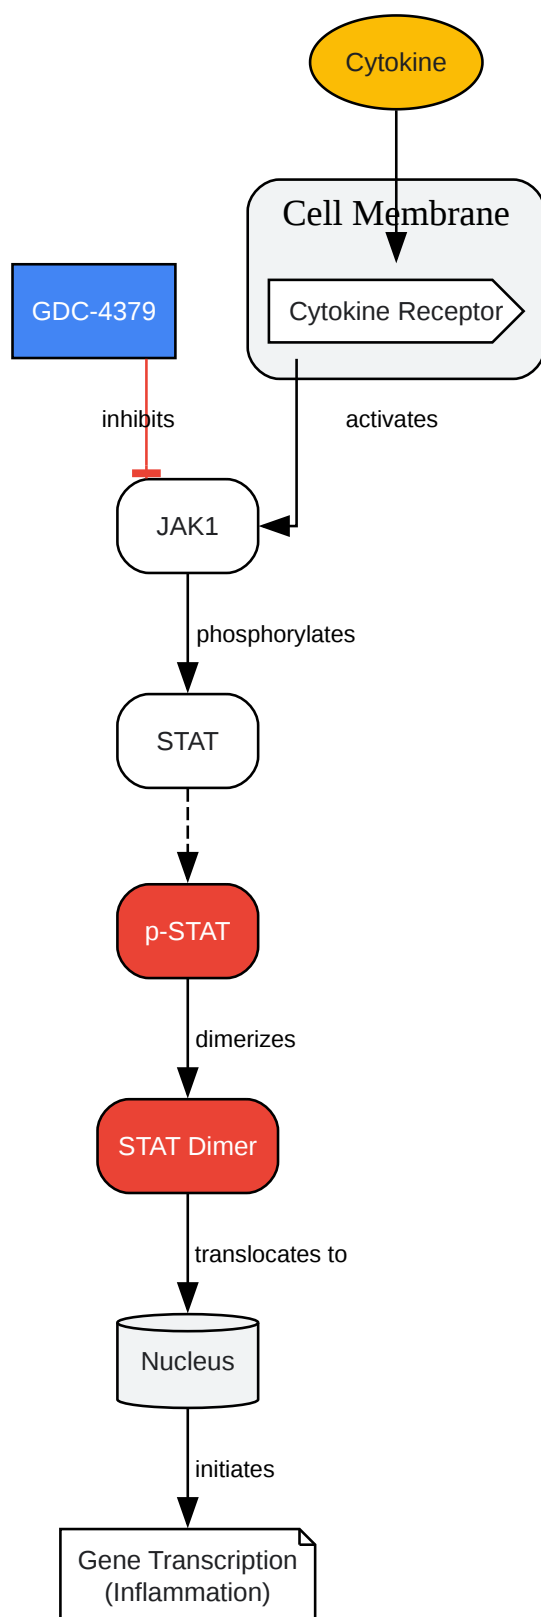 Cytokine
Cell Membrane
GDC-4379
Cytokine Receptor
inhibits
activates
JAK1
phosphorylates
STAT
p-STAT
dimerizes
STAT Dimer
translocates to
Nucleus
initiates
Gene Transcription
(Inflammation)